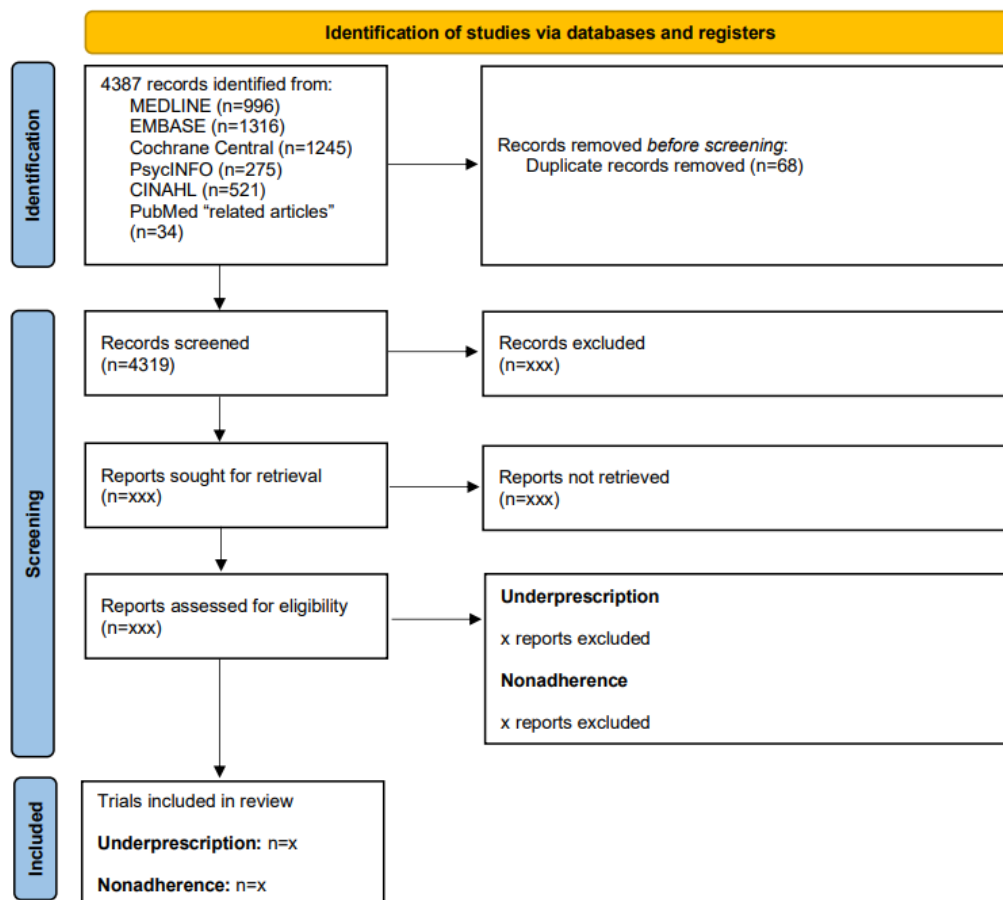 Identification of studies via databases and registers
Identification
4387 records identified from:
MEDLINE (n=996)
EMBASE (n=1316)
Cochrane Central (n=1245)
PsycINFO (n=275)
CINAHL (n=521)
PubMed “related articles”
(n=34)
Records removed before screening:
Duplicate records removed (n=68)
Screening
Records screened
(n=4319)
Records excluded
(n=xxx)
Reports sought for retrieval
(n=xxx)
Reports not retrieved
(n=xxx)
Reports assessed for eligibility
(n=xxx)
Underprescription
x reports excluded
Nonadherence
x reports excluded
Included
Trials included in review
Underprescription: n=x
Nonadherence: n=x